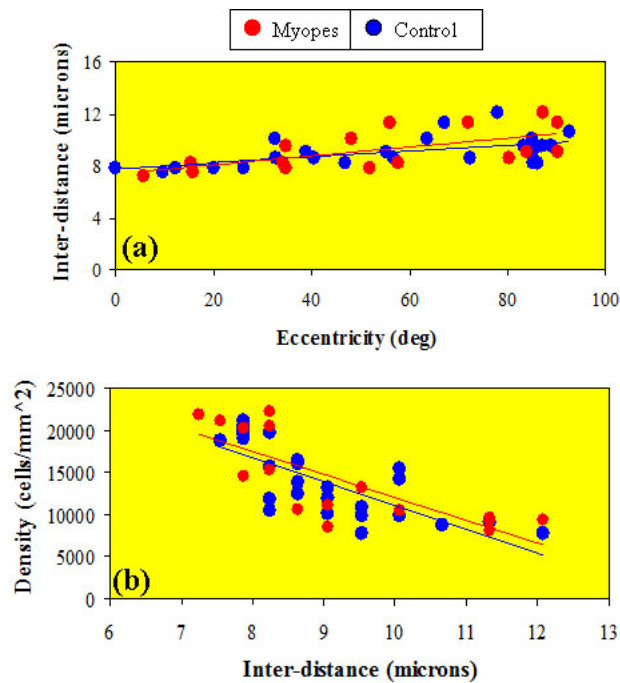 Myopes Control
Inter-distance (microns)
16
12
8
4
0
(a)
0 20 40 60 80 100
Eccentricity (deg)
Density (cells/mm^2)
25000
20000
15000
10000
5000
0
(b)
6 7 8 9 10 11 12 13
Inter-distance (microns)